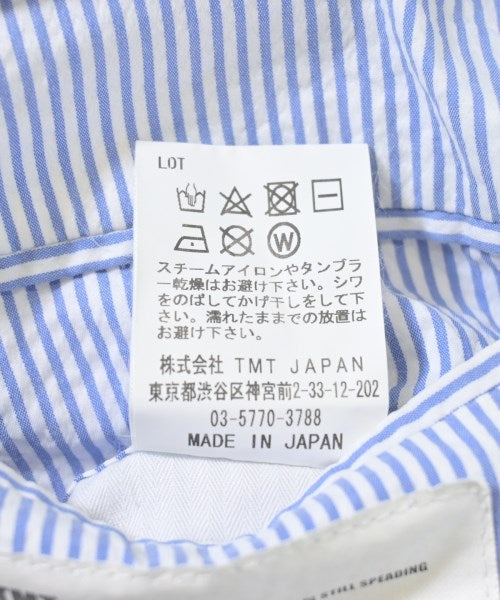 LOT
W
スチームアイロンやタンブラ
ー乾燥はお避け下さい。シワ
をのばしてかげ干しをして下
さい。濡れたままでの放置は
お避け下さい。
株式会社 TMT JAPAN
東京都渋谷区神宮前2-33-12-202
03-5770-3788
MADE IN JAPAN
STILL SPEADING